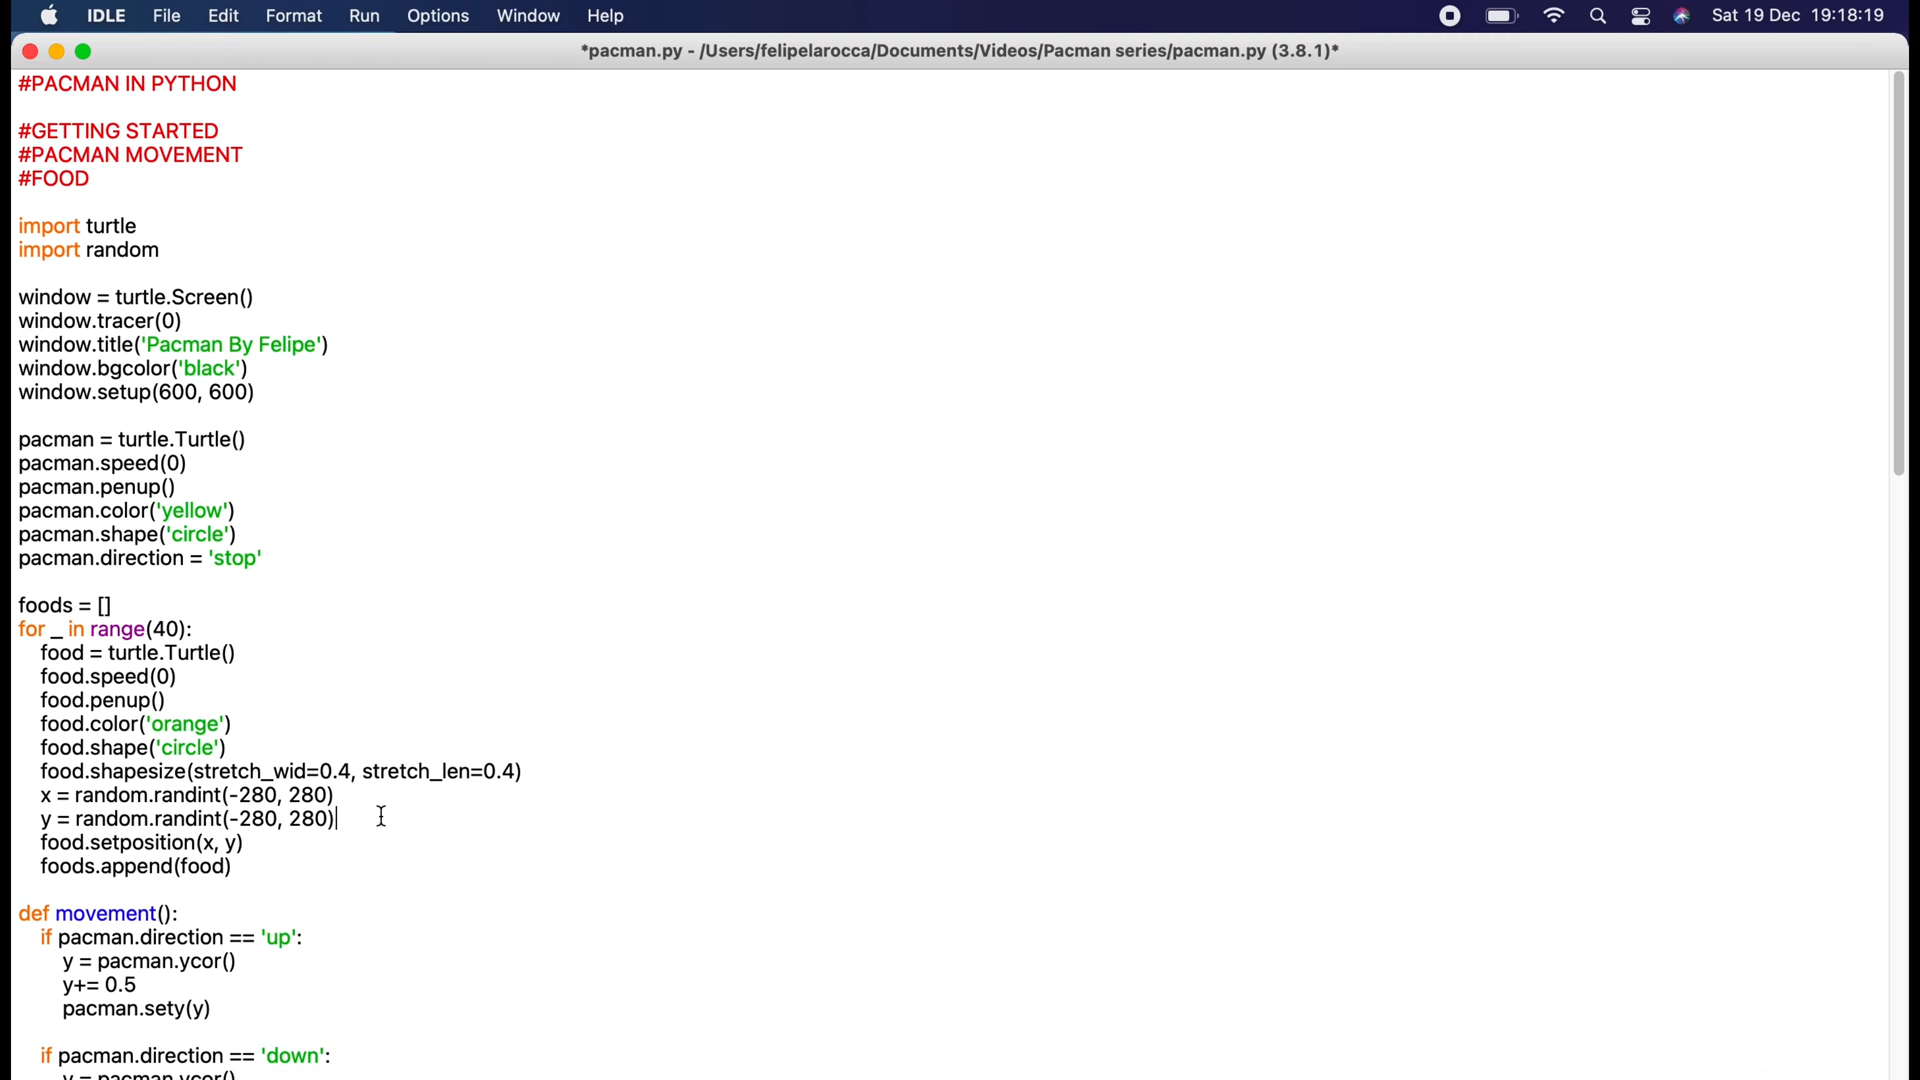 IDLE File Edit Format Run Options Window Help Sat 19 Dec 19:18:19
*pacman.py - /Users/felipelarocca/Documents/Videos/Pacman series/pacman.py (3.8.1)*
#PACMAN IN PYTHON
#GETTING STARTED
#PACMAN MOVEMENT
#FOOD
import turtle
import random
window = turtle.Screen()
window.tracer(0)
window.title('Pacman By Felipe')
window.bgcolor('black')
window.setup(600, 600)
pacman = turtle.Turtle()
pacman.speed(0)
pacman.penup()
pacman.color('yellow')
pacman.shape('circle')
pacman.direction = 'stop'
foods = []
for _ in range(40):
food = turtle.Turtle()
food.speed(0)
food.penup()
food.color('orange')
food.shape('circle')
food.shapesize(stretch_wid=0.4, stretch_len=0.4)
x = random.randint(-280, 280)
y = random.randint(-280, 280)
food.setposition(x, y)
foods.append(food)
def movement():
if pacman.direction == 'up':
y = pacman.ycor()
y+= 0.5
pacman.sety(y)
if pacman.direction == 'down':
y = pacman.ycor()